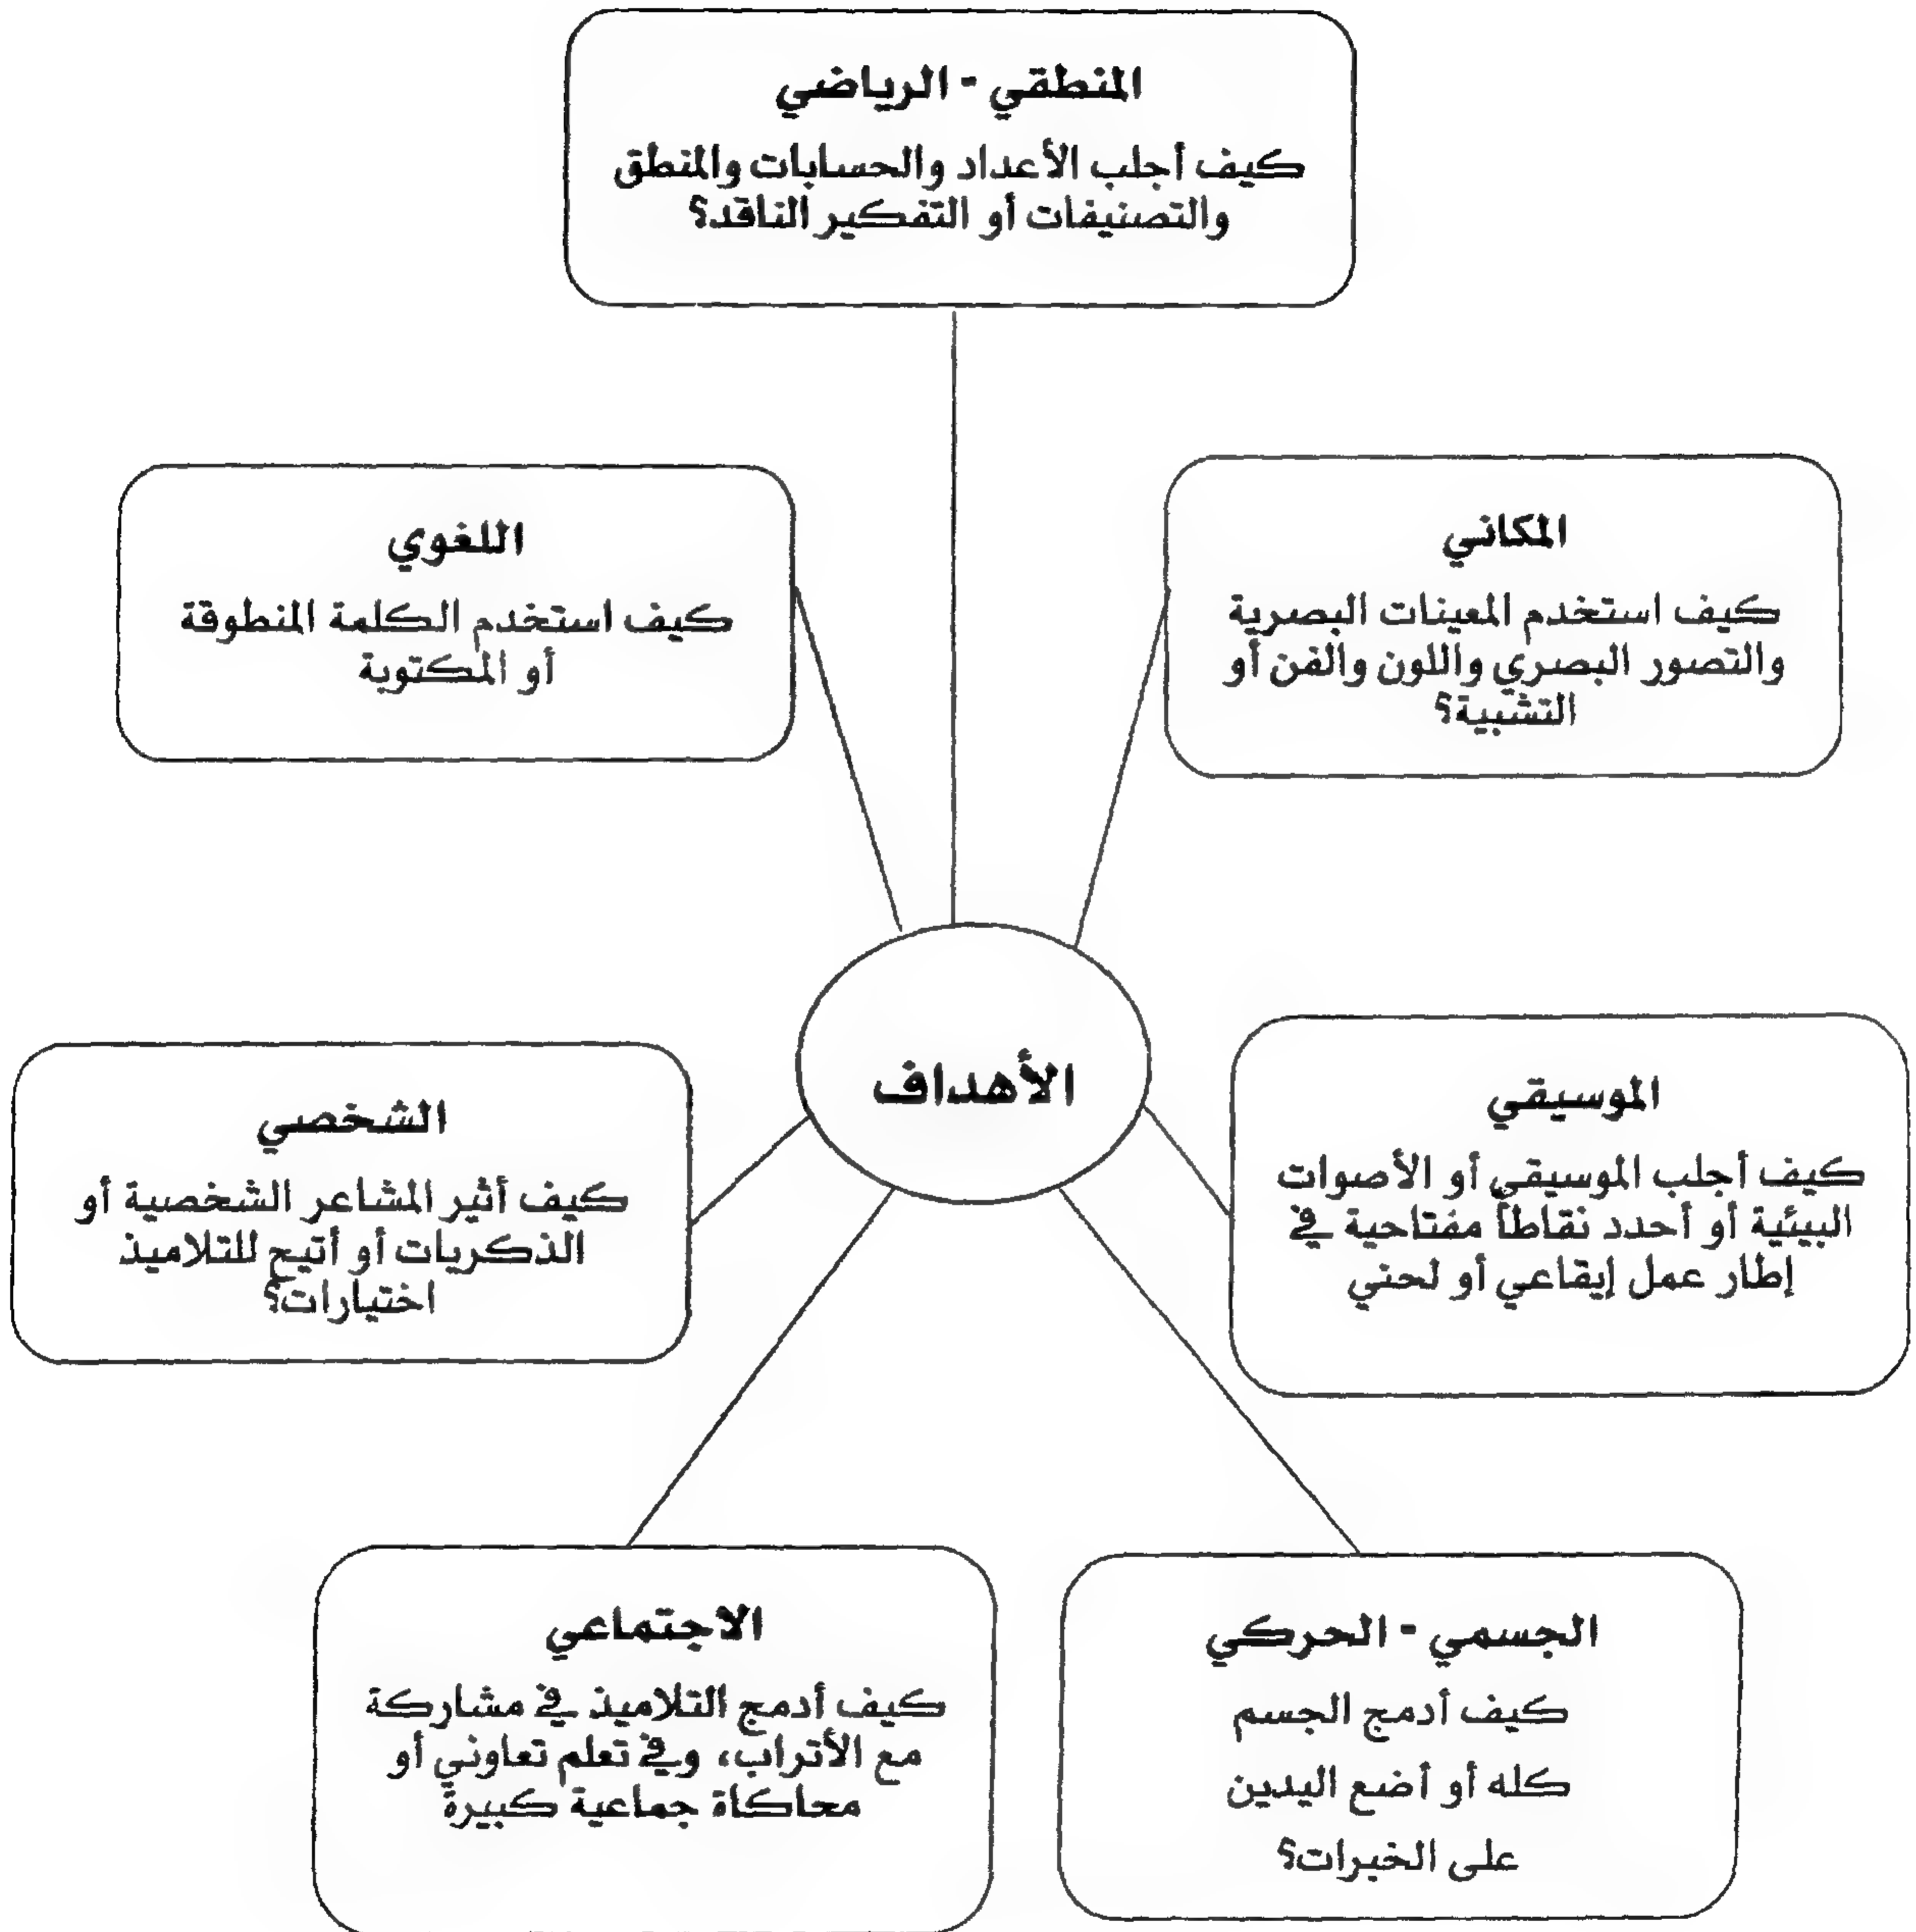 المنطقي - الرياضي
كيف أجلب الأعداد والحسابات والمنطق
والتصنيفات أو التفكير الناقد؟
المكاني
كيف استخدم المعينات البصرية
والتصور البصري واللون والفن أو
التشبية؟
اللغوي
كيف استخدم الكلمة المنطوقة
أو المكتوبة
الأهداف
الموسيقي
كيف أجلب الموسيقى أو الأصوات
البيئية أو أحدد نقاطاً مفتاحية في
إطار عمل إيقاعي أو لحني
الشخصي
كيف أثير المشاعر الشخصية أو
الذكريات أو أتيح للتلاميذ
اختيارات؟
الجسمي - الحركي
كيف أدمج الجسم
كله أو أضع اليدين
على الخبرات؟
الاجتماعي
كيف أدمج التلاميذ في مشاركة
مع الأتراب، وفي تعلم تعاوني أو
محاكاة جماعية كبيرة